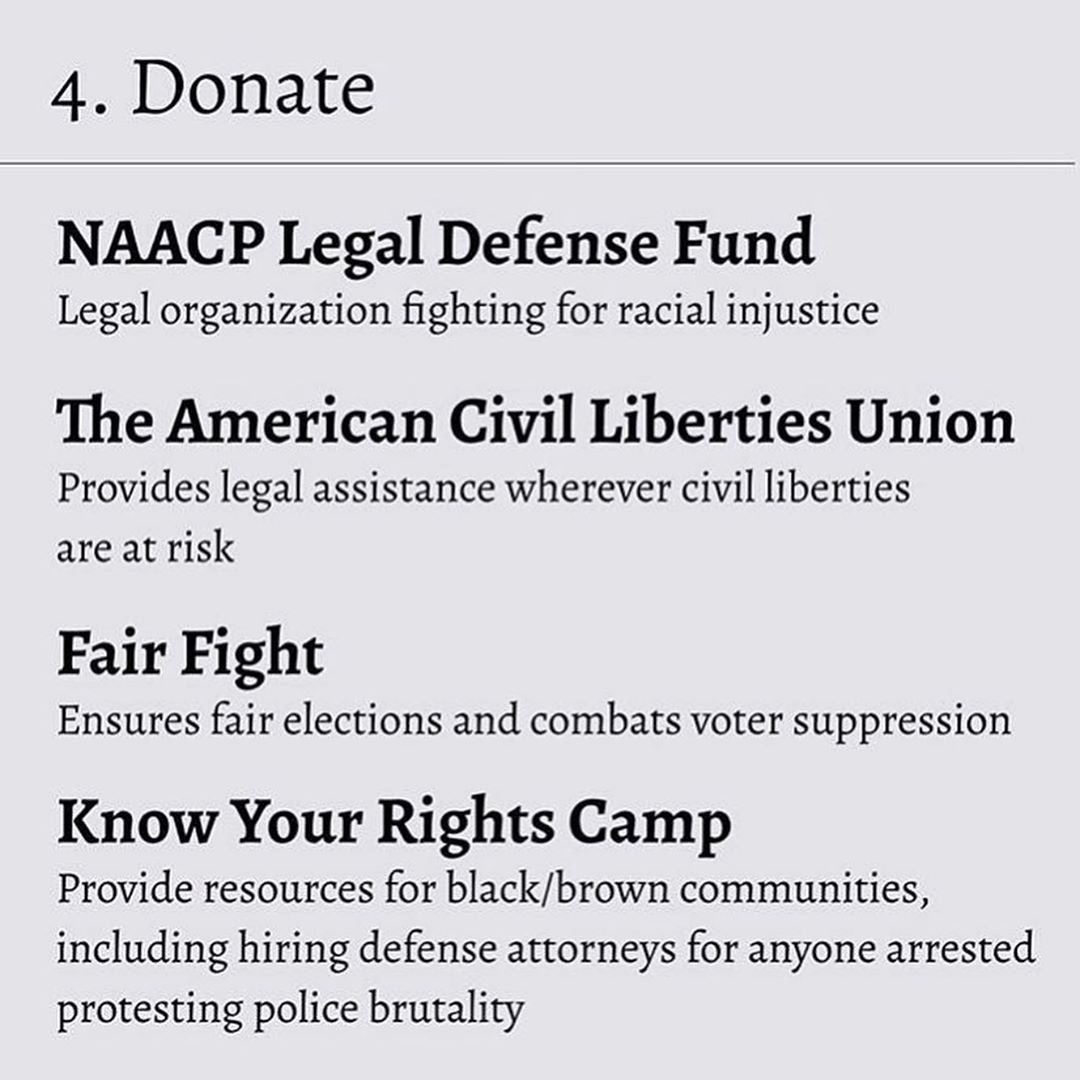 4. Donate
NAACP Legal Defense Fund
Legal organization fighting for racial injustice
The American Civil Liberties Union
Provides legal assistance wherever civil liberties
are at risk
Fair Fight
Ensures fair elections and combats voter suppression
Know Your Rights Camp
Provide resources for black/brown communities,
including hiring defense attorneys for anyone arrested
protesting police brutality